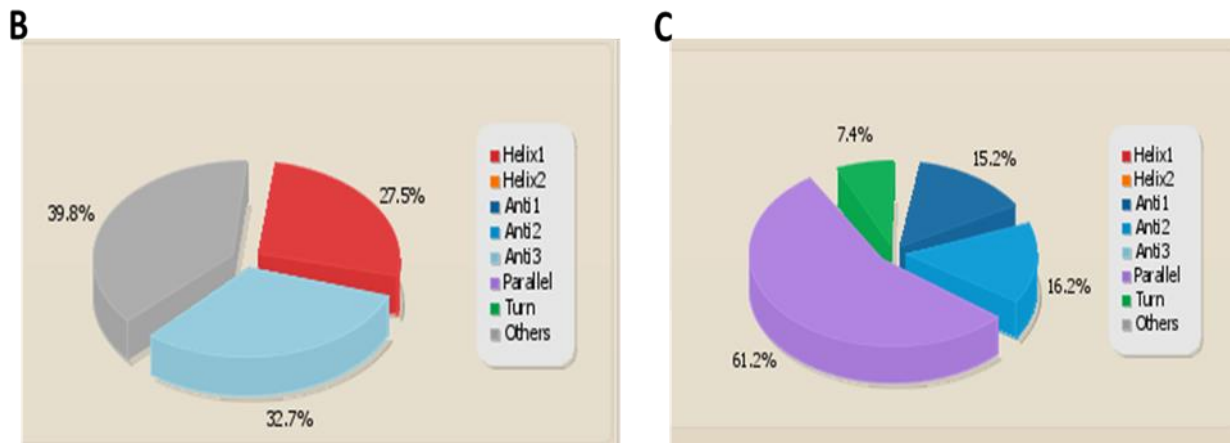 B
39.8%
27.5%
32.7%
Helix1
Helix2
Anti1
Anti2
Anti3
Parallel
Turn
Others
C
7.4%
15.2%
16.2%
61.2%
Helix1
Helix2
Anti1
Anti2
Anti3
Parallel
Turn
Others